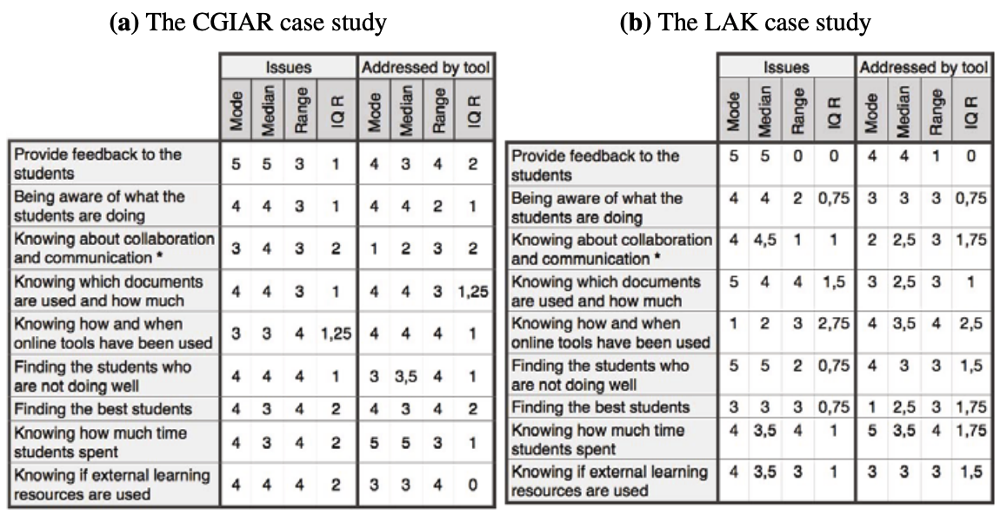 (a) The CGIAR case study
Issues Addressed by tool
Mode Median Range IQ R Mode Median Range IQ R
Provide feedback to the
students 5 5 3 1 4 3 4 2
Being aware of what the
students are doing 4 4 3 1 4 4 2 1
Knowing about collaboration
and communication * 3 4 3 2 1 2 3 2
Knowing which documents
are used and how much 4 4 3 1 4 4 3 1,25
Knowing how and when
online tools have been used 3 3 4 1,25 4 4 4 1
Finding the students who
are not doing well 4 4 4 1 3 3,5 4 1
Finding the best students 4 3 4 2 4 3 4 2
Knowing how much time
students spent 4 3 4 2 5 5 3 1
Knowing if external learning
resources are used 4 4 4 2 3 3 4 0
(b) The LAK case study
Issues Addressed by tool
Mode Median Range IQ R Mode Median Range IQ R
Provide feedback to the
students 5 5 0 0 4 4 1 0
Being aware of what the
students are doing 4 4 2 0,75 3 3 3 0,75
Knowing about collaboration
and communication * 4 4,5 1 1 2 2,5 3 1,75
Knowing which documents
are used and how much 5 4 4 1,5 3 2,5 3 1
Knowing how and when
online tools have been used 1 2 3 2,75 4 3,5 4 2,5
Finding the students who
are not doing well 5 5 2 0,75 4 3 3 1,5
Finding the best students 3 3 3 0,75 1 2,5 3 1,75
Knowing how much time
students spent 4 3,5 4 1 5 3,5 4 1,75
Knowing if external learning
resources are used 4 3,5 3 1 3 3 3 1,5